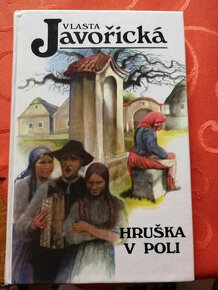 VLASTA
Javořická
HRUŠKA
V POLI